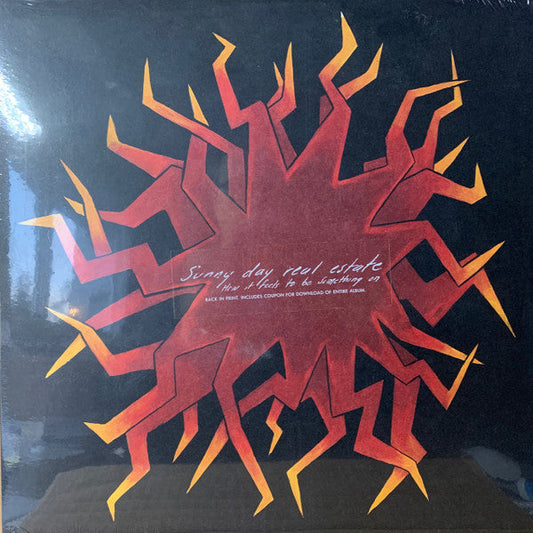 Sunny day real estate
How it feels to be something on
BACK IN PRINT. INCLUDES COUPON FOR DOWNLOAD OF ENTIRE ALBUM.